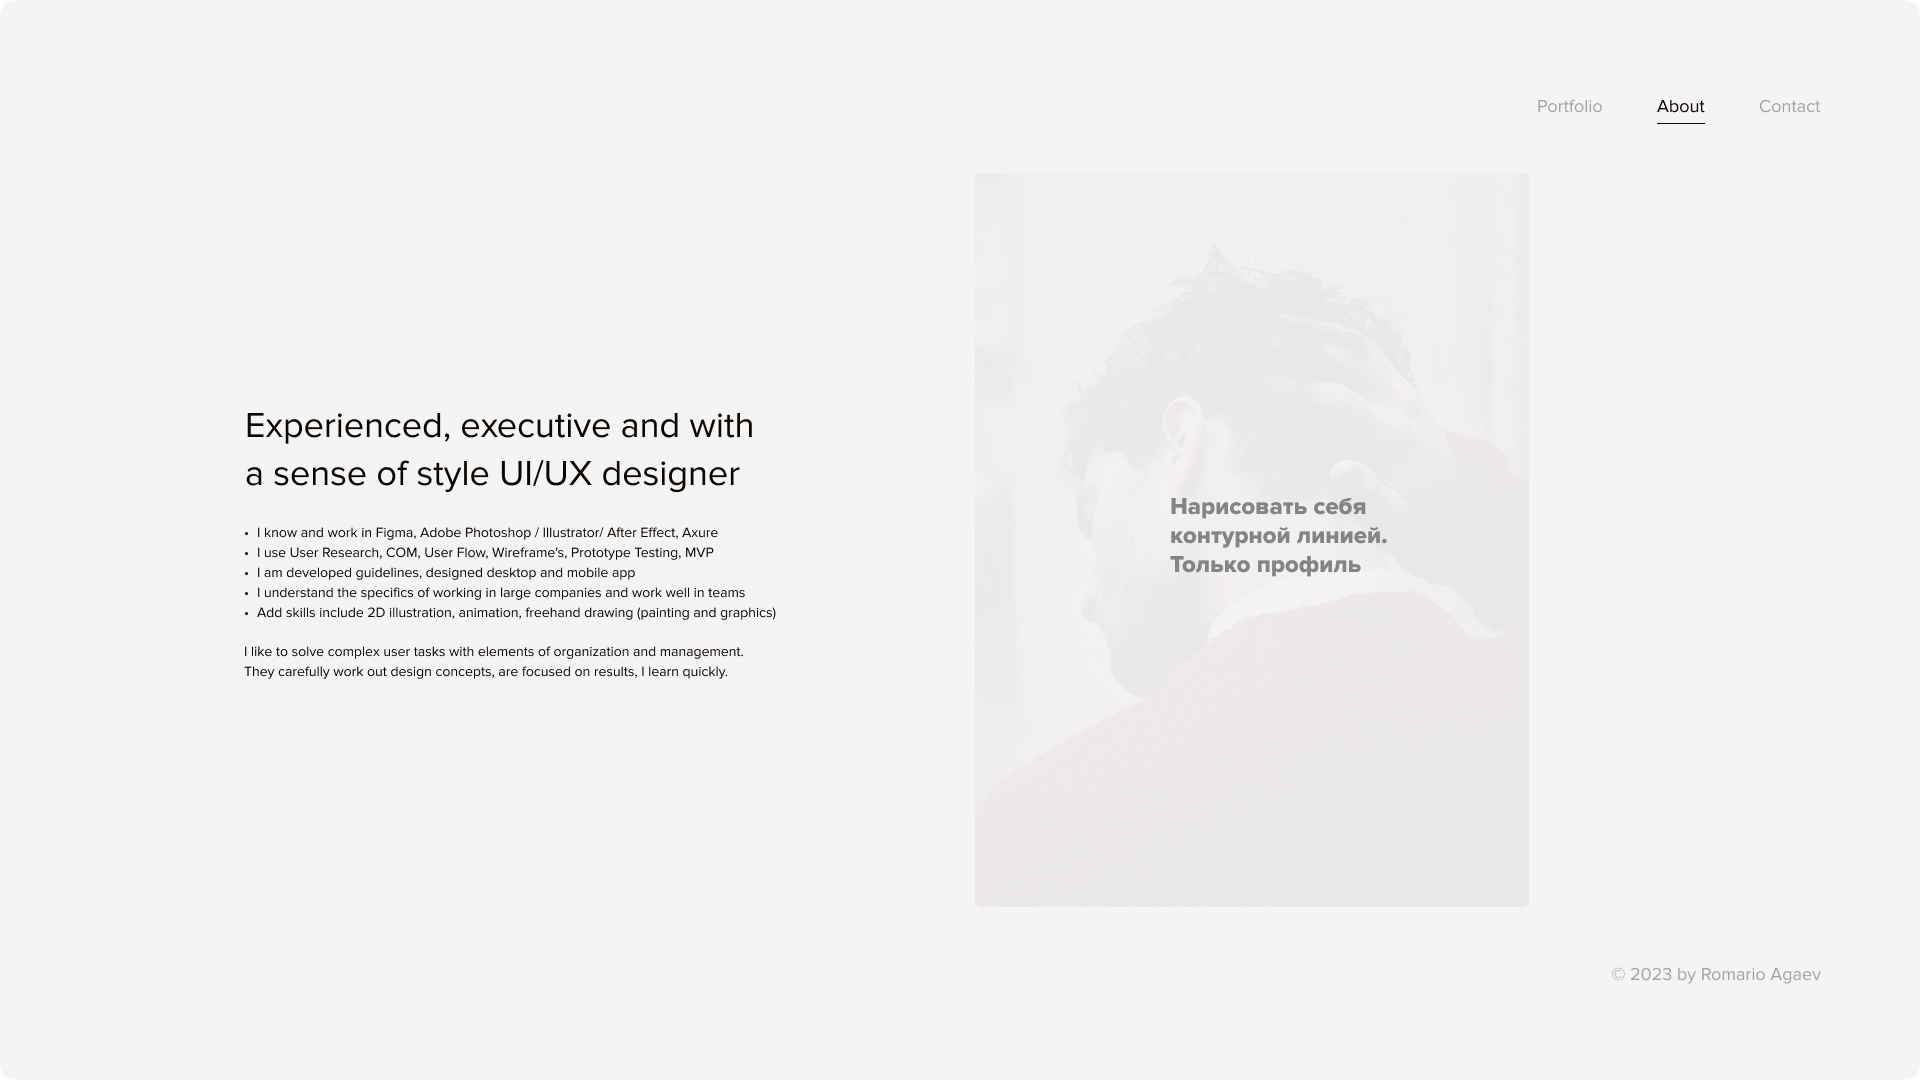 Portfolio About Contact
Experienced, executive and with
a sense of style UI/UX designer
• I know and work in Figma, Adobe Photoshop / Illustrator/ After Effect, Axure
• I use User Research, COM, User Flow, Wireframe's, Prototype Testing, MVP
• I am developed guidelines, designed desktop and mobile app
• I understand the specifics of working in large companies and work well in teams
• Add skills include 2D illustration, animation, freehand drawing (painting and graphics)
I like to solve complex user tasks with elements of organization and management.
They carefully work out design concepts, are focused on results, I learn quickly.
Нарисовать себя
контурной линией.
Только профиль
© 2023 by Romario Agaev